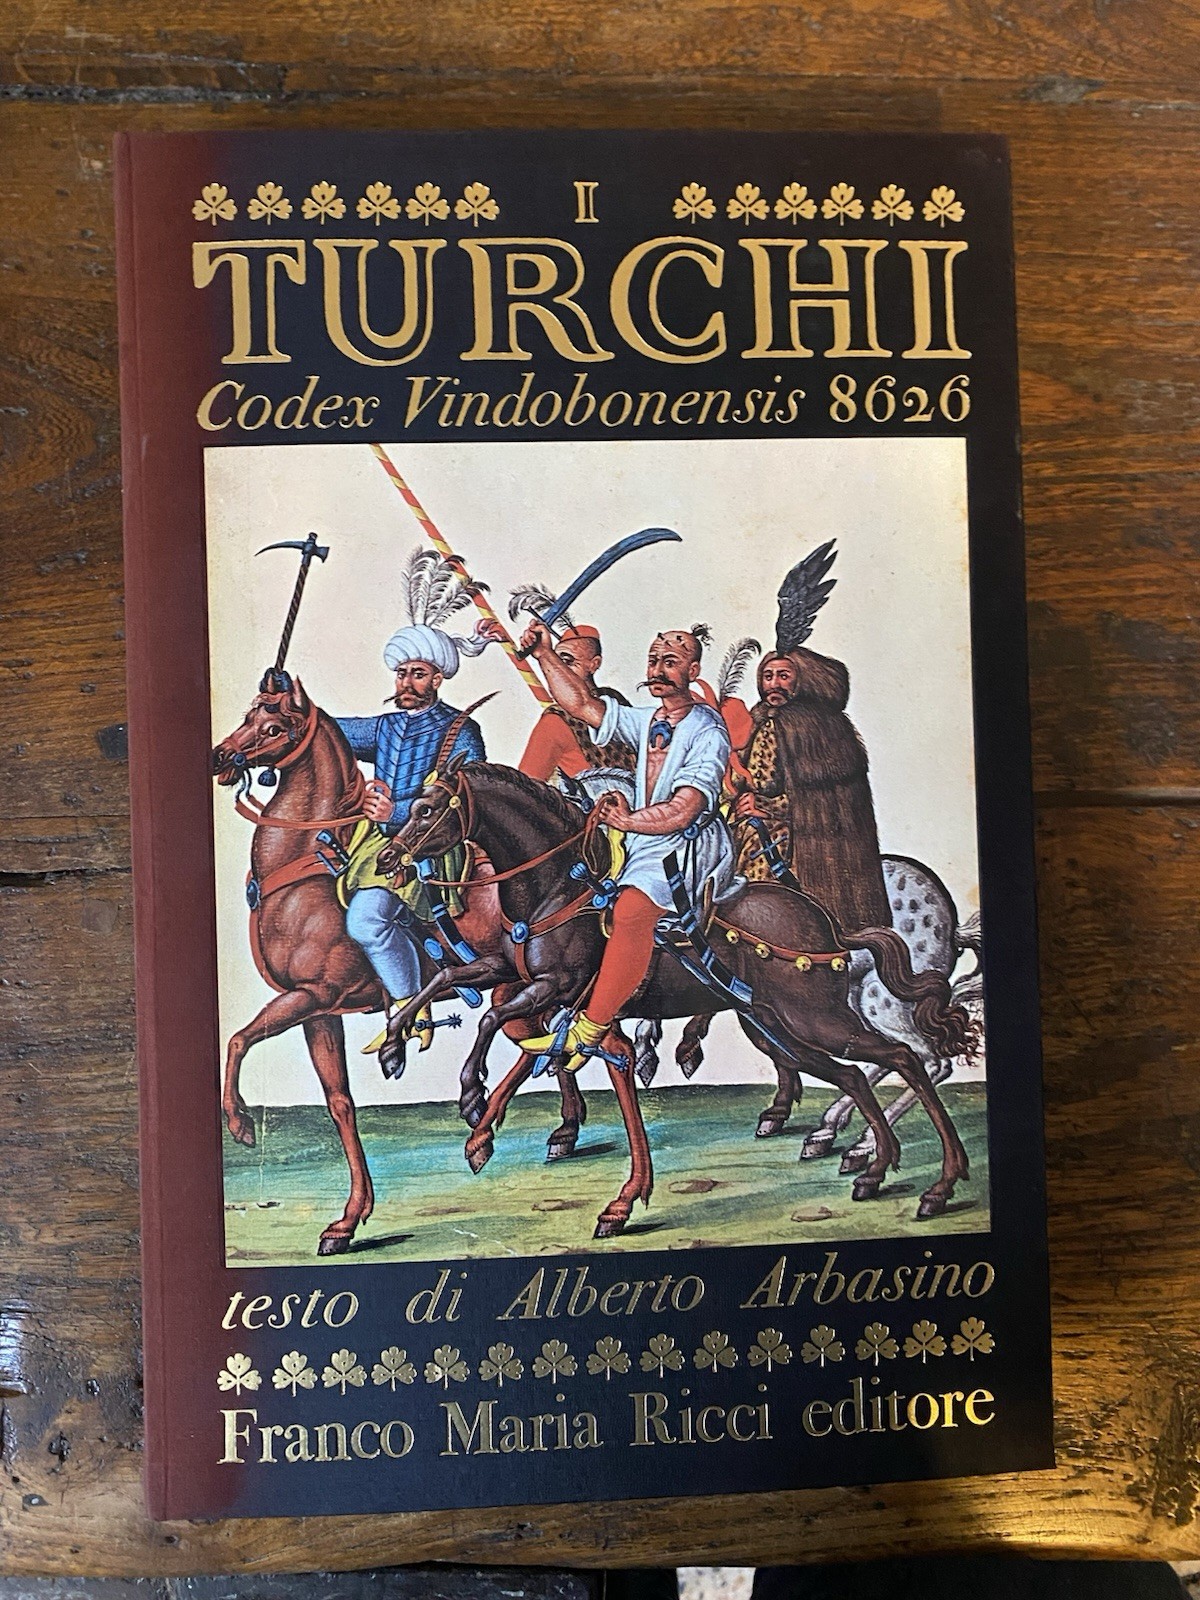 I
TURCHI
Codex Vindobonensis 8626
testo di Alberto Arbasino
Franco Maria Ricci editore